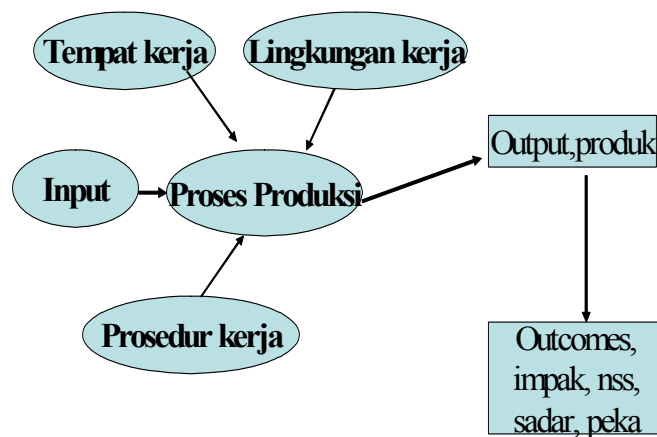 Tempat kerja
Lingkungan kerja
Output,produk
Input
Proses Produksi
Prosedur kerja
Outcomes,
impak, nss,
sadar, peka